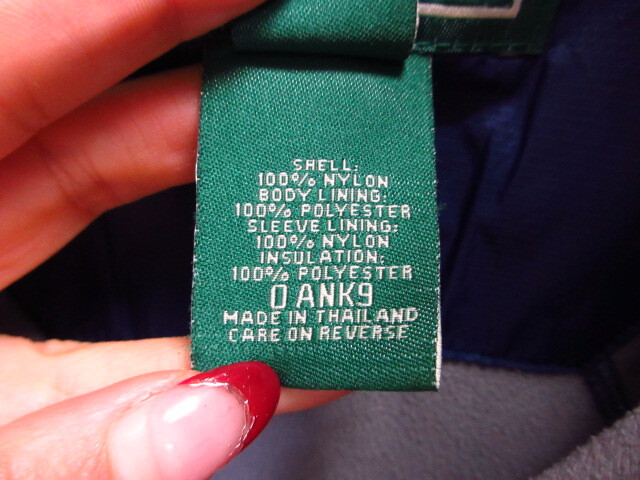 SHELL:
100% NYLON
BODY LINING:
100% POLYESTER
SLEEVE LINING:
100% NYLON
INSULATION:
100% POLYESTER
0 ANK9
MADE IN THAILAND
CARE ON REVERSE